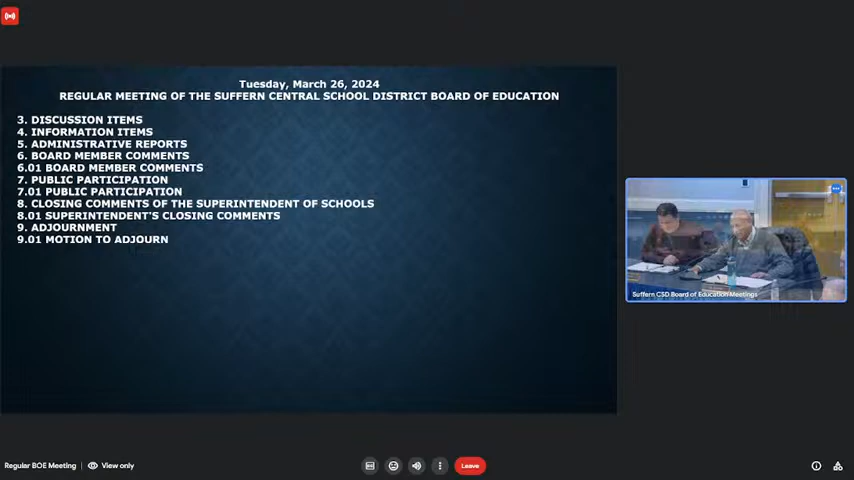 Tuesday, March 26, 2024
REGULAR MEETING OF THE SUFFERN CENTRAL SCHOOL DISTRICT BOARD OF EDUCATION
3. DISCUSSION ITEMS
4. INFORMATION ITEMS
5. ADMINISTRATIVE REPORTS
6. BOARD MEMBER COMMENTS
6.01 BOARD MEMBER COMMENTS
7. PUBLIC PARTICIPATION
7.01 PUBLIC PARTICIPATION
8. CLOSING COMMENTS OF THE SUPERINTENDENT OF SCHOOLS
8.01 SUPERINTENDENT'S CLOSING COMMENTS
9. ADJOURNMENT
9.01 MOTION TO ADJOURN
Suffern CSD Board of Education Meetings
Regular BOE Meeting
View only
Leave